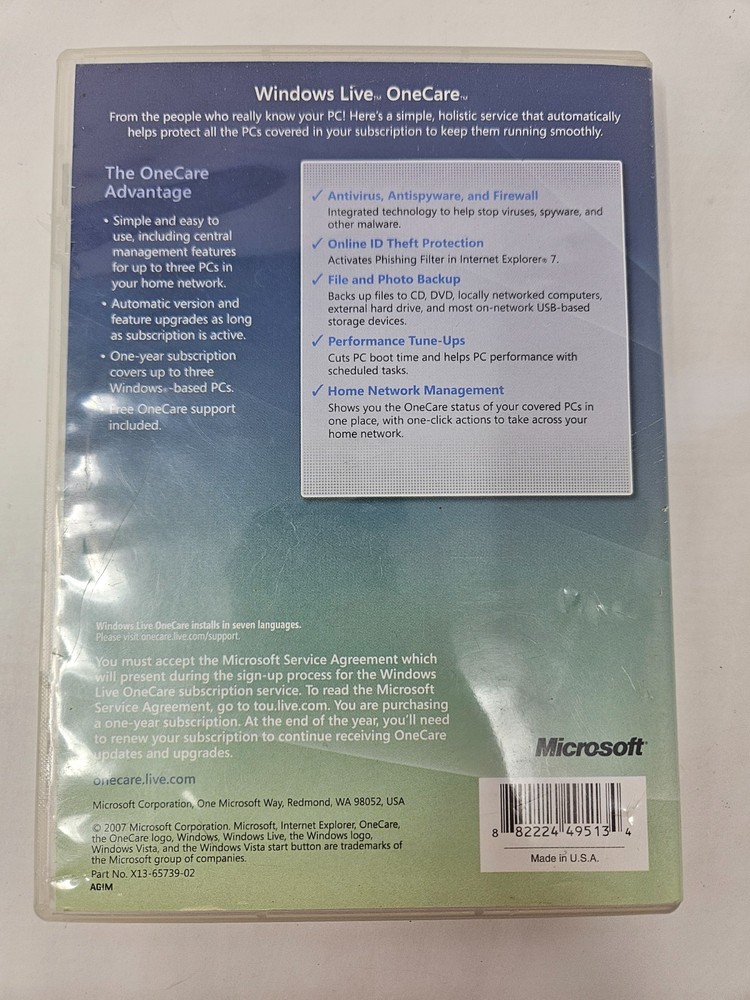 Windows Live™ OneCare™
From the people who really know your PC! Here's a simple, holistic service that automatically
helps protect all the PCs covered in your subscription to keep them running smoothly.
The OneCare
Advantage
• Simple and easy to
use, including central
management features
for up to three PCs in
your home network.
• Automatic version and
feature upgrades as long
as subscription is active.
• One-year subscription
covers up to three
Windows®-based PCs.
• Free OneCare support
included.
✓ Antivirus, Antispyware, and Firewall
Integrated technology to help stop viruses, spyware, and
other malware.
✓ Online ID Theft Protection
Activates Phishing Filter in Internet Explorer® 7.
✓ File and Photo Backup
Backs up files to CD, DVD, locally networked computers,
external hard drive, and most on-network USB-based
storage devices.
✓ Performance Tune-Ups
Cuts PC boot time and helps PC performance with
scheduled tasks.
✓ Home Network Management
Shows you the OneCare status of your covered PCs in
one place, with one-click actions to take across your
home network.
Windows Live OneCare installs in seven languages.
Please visit onecare.live.com/support.
You must accept the Microsoft Service Agreement which
will present during the sign-up process for the Windows
Live OneCare subscription service. To read the Microsoft
Service Agreement, go to tou.live.com. You are purchasing
a one-year subscription. At the end of the year, you'll need
to renew your subscription to continue receiving OneCare
updates and upgrades.
onecare.live.com
Microsoft Corporation, One Microsoft Way, Redmond, WA 98052, USA
© 2007 Microsoft Corporation. Microsoft, Internet Explorer, OneCare,
the OneCare logo, Windows, Windows Live, the Windows logo,
Windows Vista, and the Windows Vista start button are trademarks of
the Microsoft group of companies.
Part No. X13-65739-02
AG!M
Microsoft®
8 82224 49513 4
Made in U.S.A.